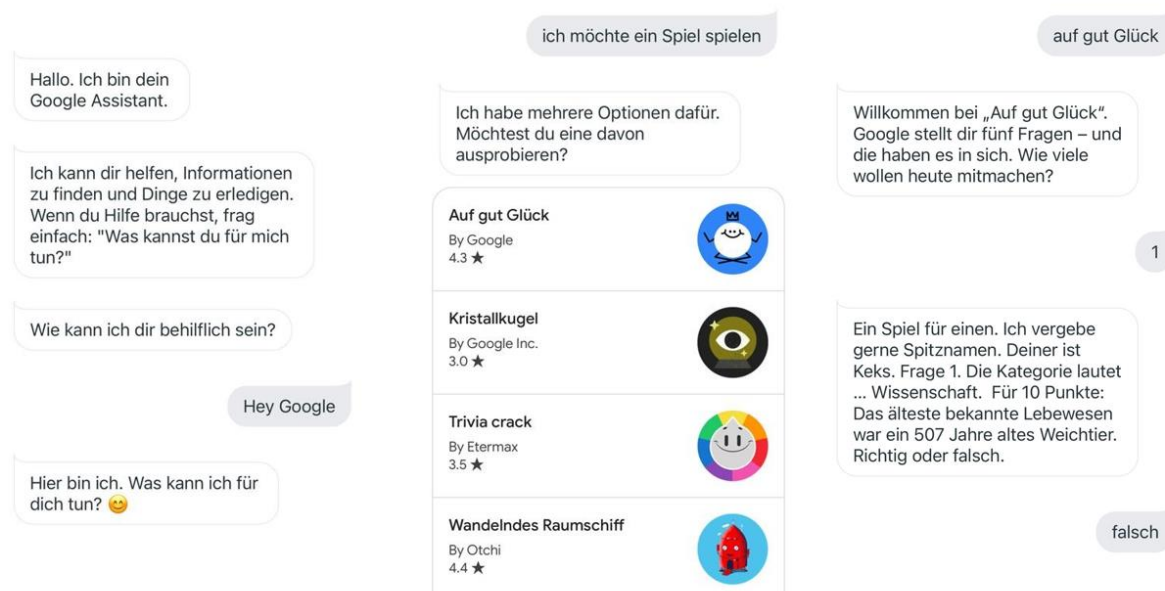 Hallo. Ich bin dein
Google Assistant.
Ich kann dir helfen, Informationen
zu finden und Dinge zu erledigen.
Wenn du Hilfe brauchst, frag
einfach: "Was kannst du für mich
tun?"
Wie kann ich dir behilflich sein?
Hey Google
Hier bin ich. Was kann ich für
dich tun? 😊
ich möchte ein Spiel spielen
Ich habe mehrere Optionen dafür.
Möchtest du eine davon
ausprobieren?
Auf gut Glück
By Google
4.3 ★
Kristallkugel
By Google Inc.
3.0 ★
Trivia crack
By Etermax
3.5 ★
Wandelndes Raumschiff
By Otchi
4.4 ★
auf gut Glück
Willkommen bei „Auf gut Glück“.
Google stellt dir fünf Fragen – und
die haben es in sich. Wie viele
wollen heute mitmachen?
1
Ein Spiel für einen. Ich vergebe
gerne Spitznamen. Deiner ist
Keks. Frage 1. Die Kategorie lautet
... Wissenschaft. Für 10 Punkte:
Das älteste bekannte Lebewesen
war ein 507 Jahre altes Weichtier.
Richtig oder falsch.
falsch